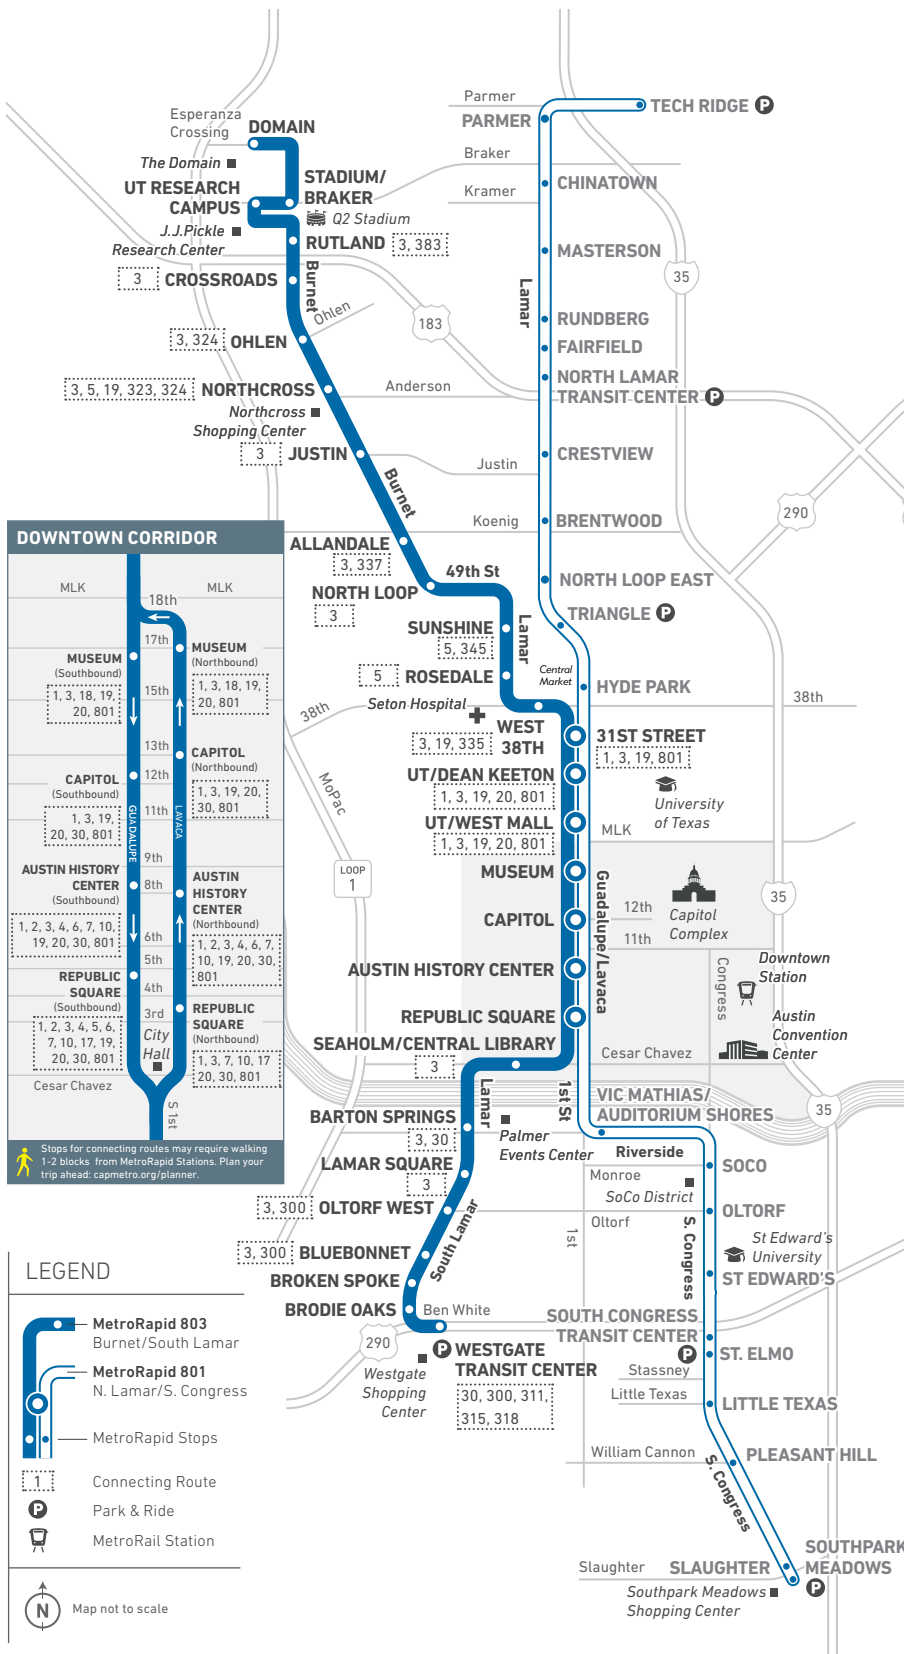 Parmer
TECH RIDGE P
PARMER
Esperanza
Crossing
DOMAIN
The Domain
Braker
STADIUM/
BRAKER
Kramer
CHINATOWN
UT RESEARCH
CAMPUS
Q2 Stadium
J.J.Pickle
Research Center
RUTLAND 3, 383
MASTERSON
3 CROSSROADS
Burnet
35
Lamar
Ohlen
183
RUNDBERG
3, 324 OHLEN
FAIRFIELD
NORTH LAMAR
TRANSIT CENTER P
3, 5, 19, 323, 324 NORTHCROSS
Anderson
Northcross
Shopping Center
3 JUSTIN
Justin
CRESTVIEW
Burnet
290
Koenig
BRENTWOOD
ALLANDALE
3, 337
49th St
NORTH LOOP EAST
NORTH LOOP
3
TRIANGLE P
SUNSHINE
5, 345
Lamar
5 ROSEDALE
Central
Market
HYDE PARK
Seton Hospital
38th
38th
WEST
38TH
3, 19, 335
31ST STREET
1, 3, 19, 801
UT/DEAN KEETON
1, 3, 19, 20, 801
University
of Texas
MoPac
UT/WEST MALL
1, 3, 19, 20, 801
MLK
LOOP
1
MUSEUM
Guadalupe/Lavaca
35
CAPITOL
12th
11th
Capitol
Complex
AUSTIN HISTORY CENTER
Congress
Downtown
Station
REPUBLIC SQUARE
Austin
Convention
Center
SEAHOLM/CENTRAL LIBRARY
3
Cesar Chavez
Lamar
1st St
VIC MATHIAS/
AUDITORIUM SHORES
35
BARTON SPRINGS
3, 30
Palmer
Events Center
Riverside
LAMAR SQUARE
3
Monroe
SOCO
SoCo District
3, 300 OLTORF WEST
OLTORF
Oltorf
1st
S. Congress
South Lamar
3, 300 BLUEBONNET
St Edward's
University
BROKEN SPOKE
ST EDWARD'S
BRODIE OAKS
Ben White
SOUTH CONGRESS
TRANSIT CENTER
290
P WESTGATE
TRANSIT CENTER
30, 300, 311,
315, 318
Westgate
Shopping
Center
P ST. ELMO
Stassney
Little Texas
LITTLE TEXAS
William Cannon
PLEASANT HILL
S. Congress
Slaughter
SLAUGHTER
SOUTHPARK
MEADOWS
P
Southpark Meadows
Shopping Center
DOWNTOWN CORRIDOR
MLK
MLK
18th
17th
MUSEUM
(Southbound)
1, 3, 18, 19,
20, 801
MUSEUM
(Northbound)
1, 3, 18, 19,
20, 801
15th
13th
CAPITOL
(Northbound)
1, 3, 19, 20,
30, 801
12th
CAPITOL
(Southbound)
1, 3, 19,
20, 30, 801
11th
GUADALUPE
LAVACA
9th
AUSTIN HISTORY
CENTER
(Southbound)
1, 2, 3, 4, 6, 7, 10,
19, 20, 30, 801
8th
AUSTIN
HISTORY
CENTER
(Northbound)
1, 2, 3, 4, 6, 7,
10, 19, 20, 30,
801
6th
5th
REPUBLIC
SQUARE
(Southbound)
1, 2, 3, 4, 5, 6,
7, 10, 17, 19,
20, 30, 801
4th
3rd
REPUBLIC
SQUARE
(Northbound)
1, 3, 7, 10, 17
20, 30, 801
City
Hall
Cesar Chavez
S 1st
Stops for connecting routes may require walking
1–2 blocks from MetroRapid Stations. Plan your
trip ahead: capmetro.org/planner.
LEGEND
MetroRapid 803
Burnet/South Lamar
MetroRapid 801
N. Lamar/S. Congress
MetroRapid Stops
1 Connecting Route
P Park & Ride
MetroRail Station
N Map not to scale